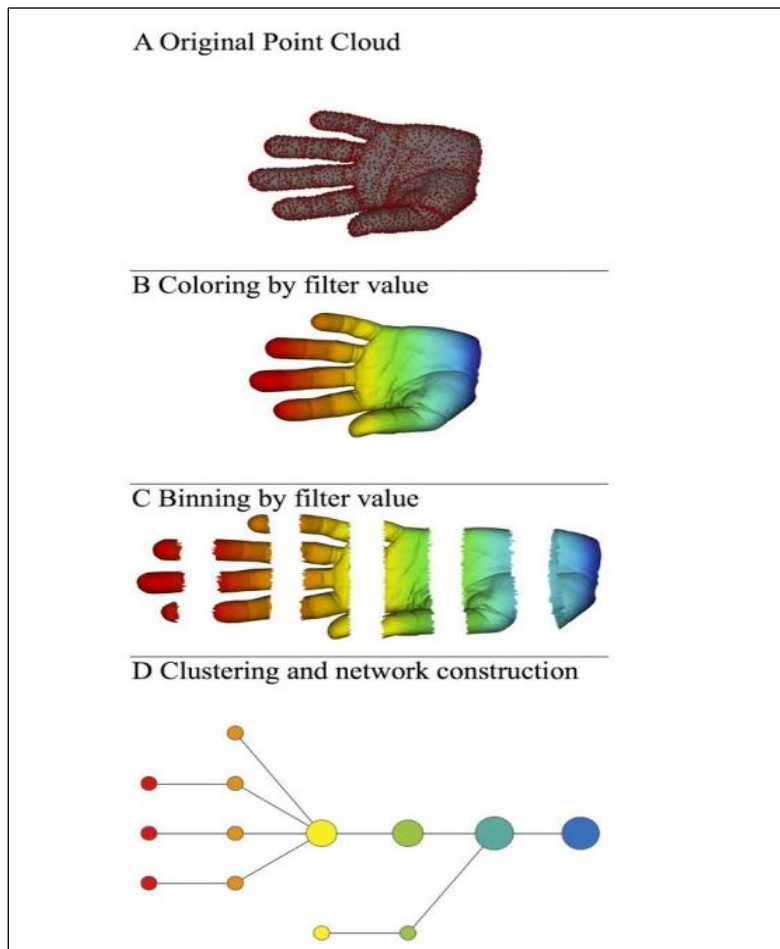 A Original Point Cloud
B Coloring by filter value
C Binning by filter value
D Clustering and network construction